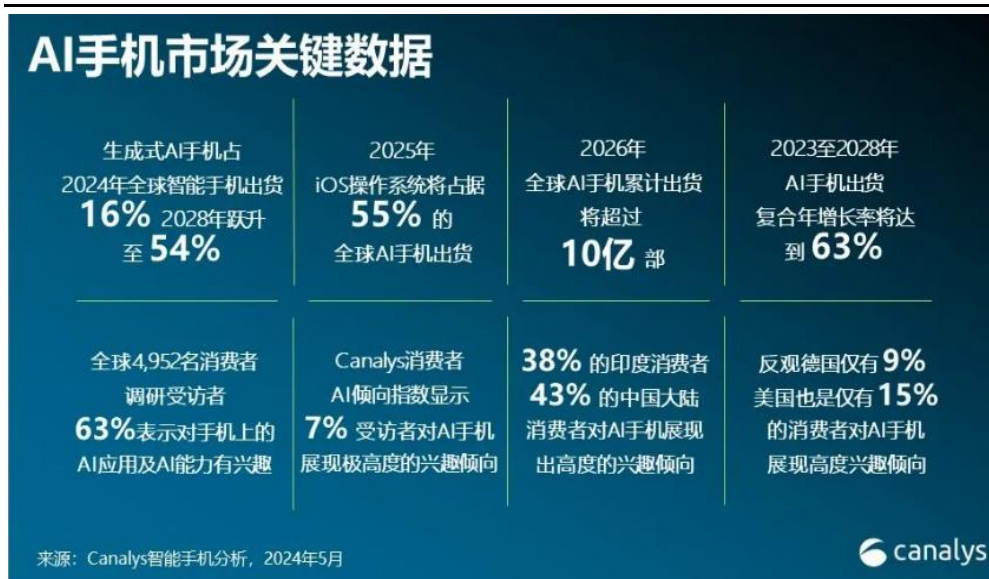 AI手机市场关键数据
生成式AI手机占
2024年全球智能手机出货
16% 2028年跃升
至 54%
2025年
iOS操作系统将占据
55% 的
全球AI手机出货
2026年
全球AI手机累计出货
将超过
10亿 部
2023至2028年
AI手机出货
复合年增长率将达
到 63%
全球4,952名消费者
调研受访者
63%表示对手机上的
AI应用及AI能力有兴趣
Canalys消费者
AI倾向指数显示
7% 受访者对AI手机
展现极高度的兴趣倾向
38% 的印度消费者
43% 的中国大陆
消费者对AI手机展现
出高度的兴趣倾向
反观德国仅有 9%
美国也是仅有 15%
的消费者对AI手机
展现高度兴趣倾向
来源：Canalys智能手机分析，2024年5月
canalys